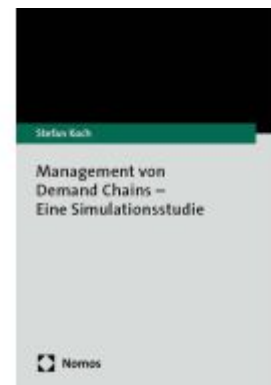 Stefan Koch
Management von
Demand Chains –
Eine Simulationsstudie
Nomos